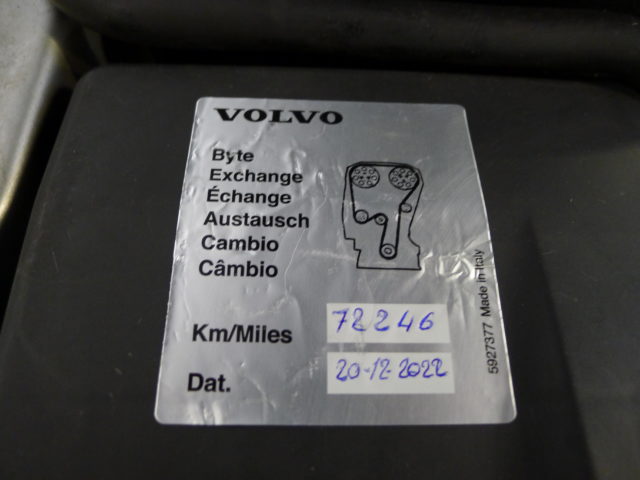 VOLVO
Byte
Exchange
Échange
Austausch
Cambio
Câmbio
Km/Miles 72246
Dat. 20-12-2022
5927377 Made in Italy